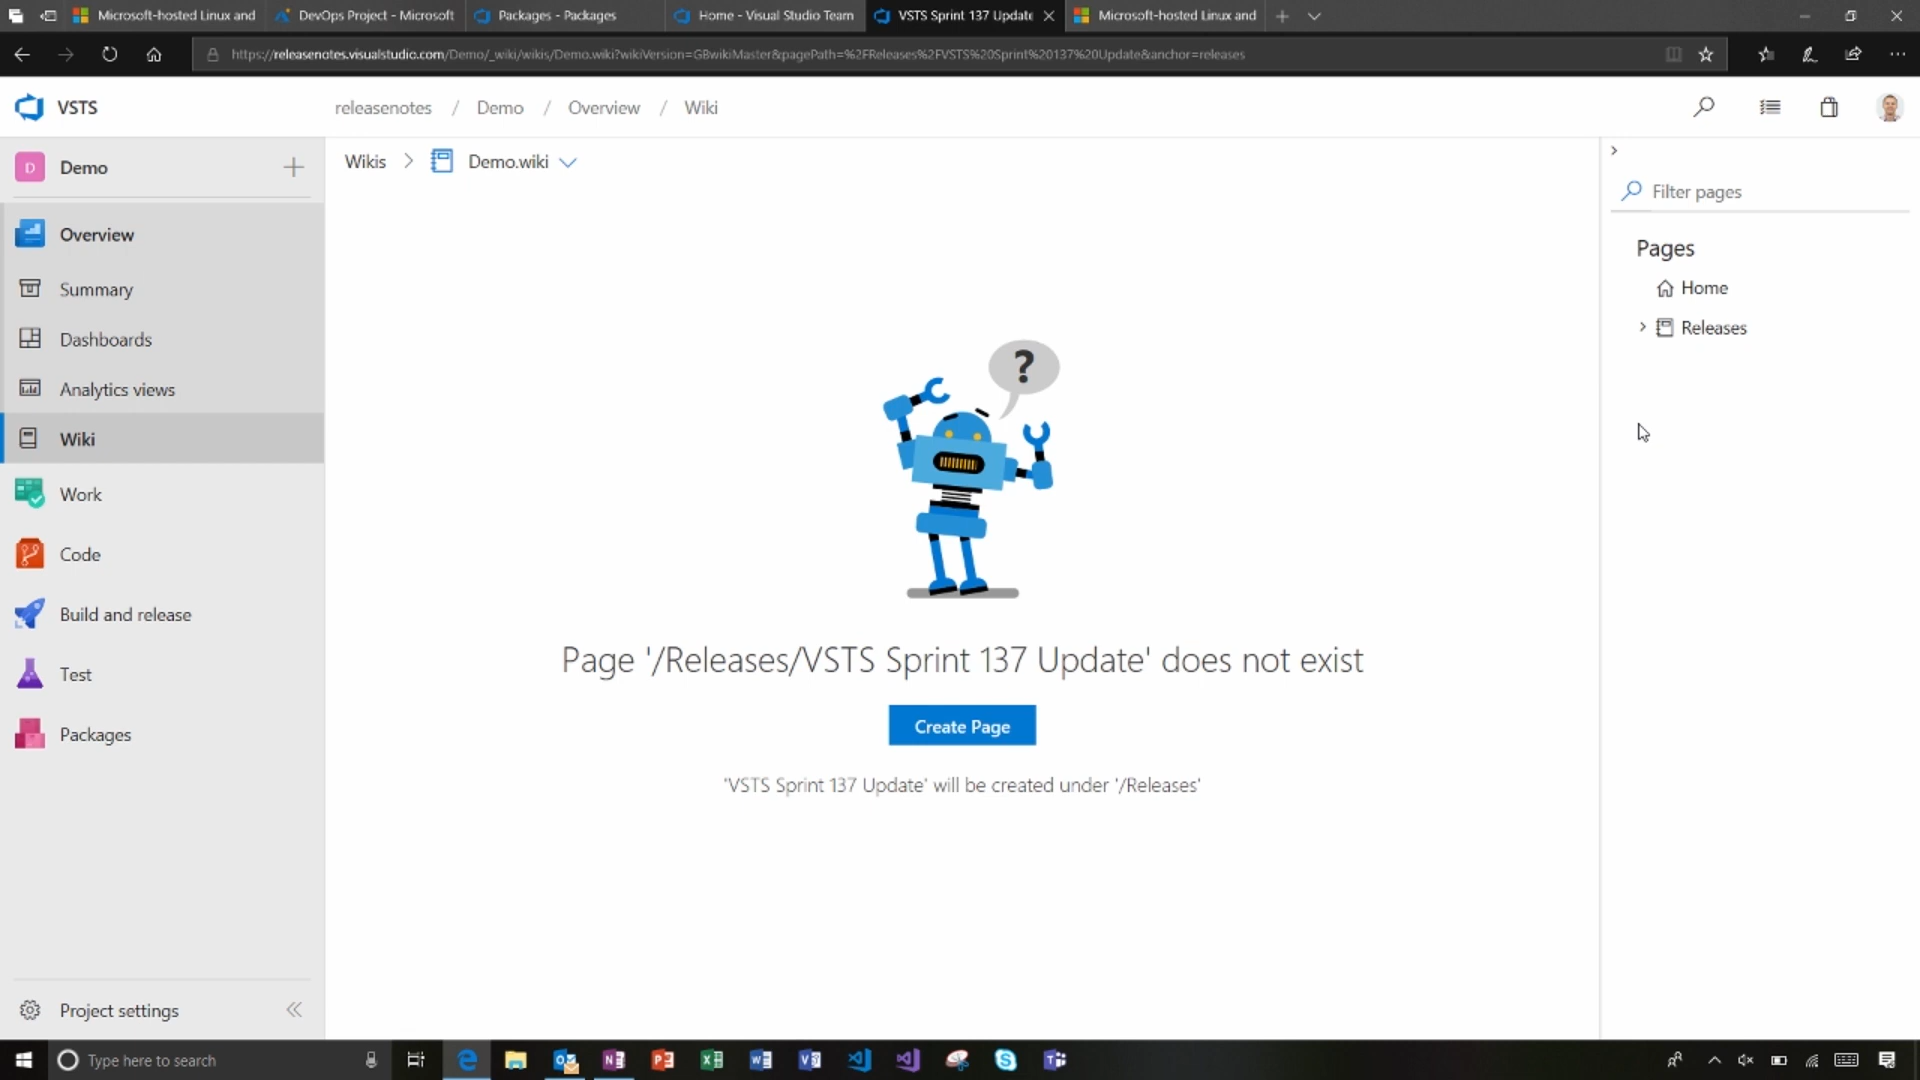 Microsoft-hosted Linux and
DevOps Project - Microsoft
Packages - Packages
Home - Visual Studio Team
VSTS Sprint 137 Update
Microsoft-hosted Linux and
https://releasenotes.visualstudio.com/Demo/_wiki/wikis/Demo.wiki?wikiVersion=GBwikiMaster&pagePath=%2FReleases%2FVSTS%20Sprint%20137%20Update&anchor=releases
VSTS
releasenotes / Demo / Overview / Wiki
D Demo
Wikis > Demo.wiki
Filter pages
Overview
Summary
Dashboards
Analytics views
Wiki
Work
Code
Build and release
Test
Packages
Pages
Home
Releases
?
Page '/Releases/VSTS Sprint 137 Update' does not exist
Create Page
'VSTS Sprint 137 Update' will be created under '/Releases'
Project settings
Type here to search